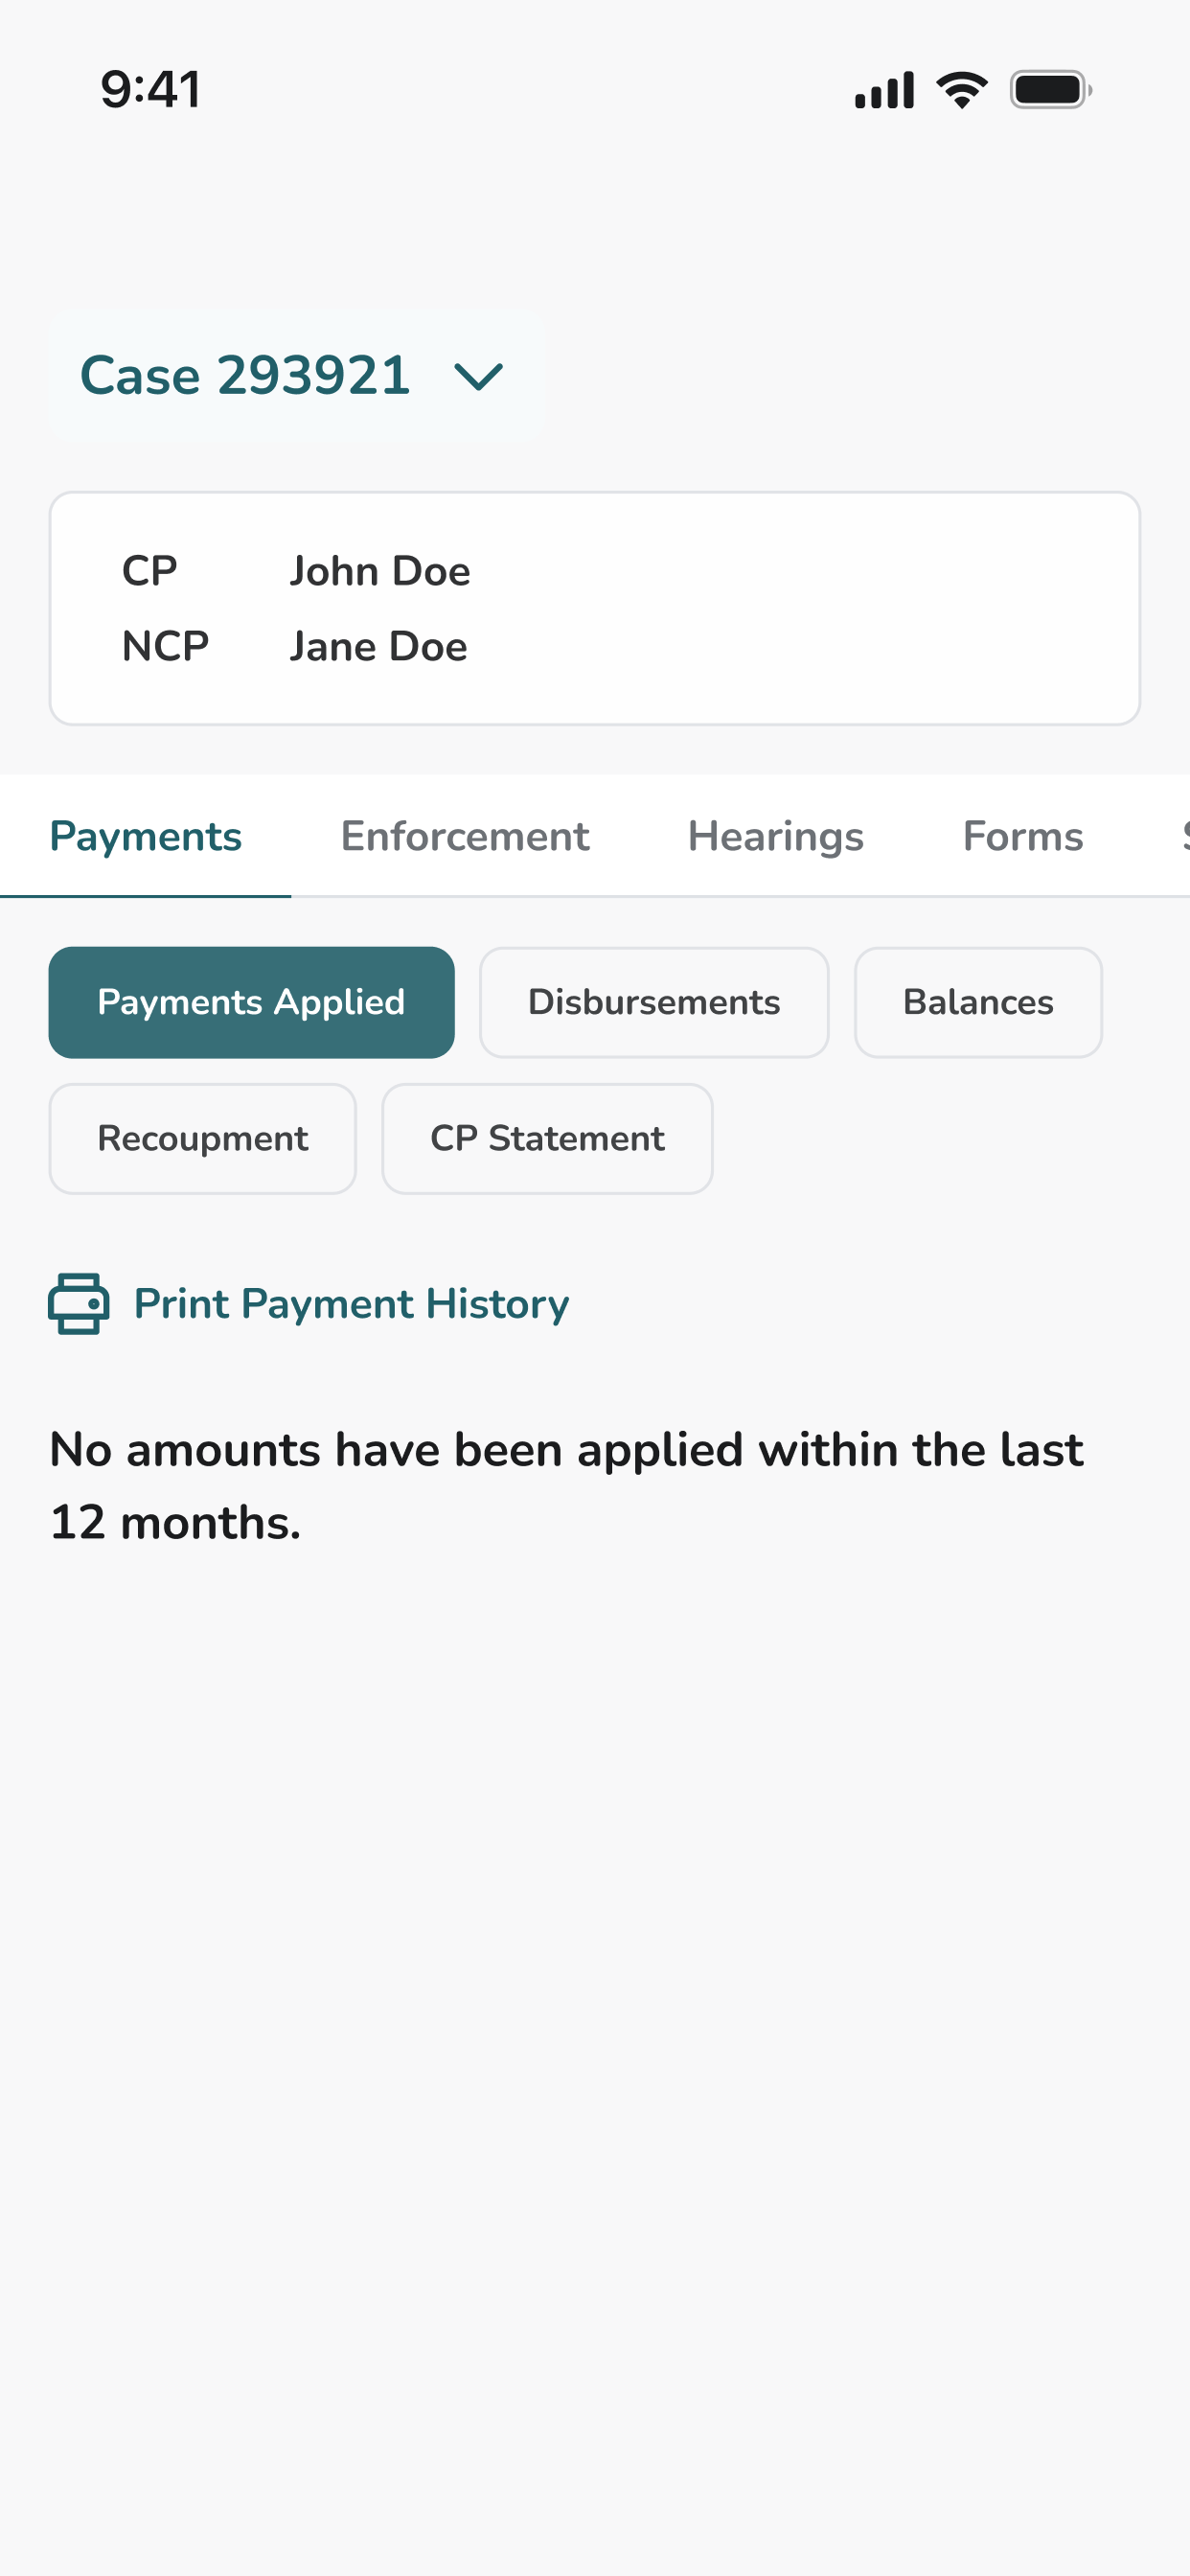 9:41
Case 293921
CP John Doe
NCP Jane Doe
Payments Enforcement Hearings Forms
Payments Applied Disbursements Balances
Recoupment CP Statement
Print Payment History
No amounts have been applied within the last
12 months.